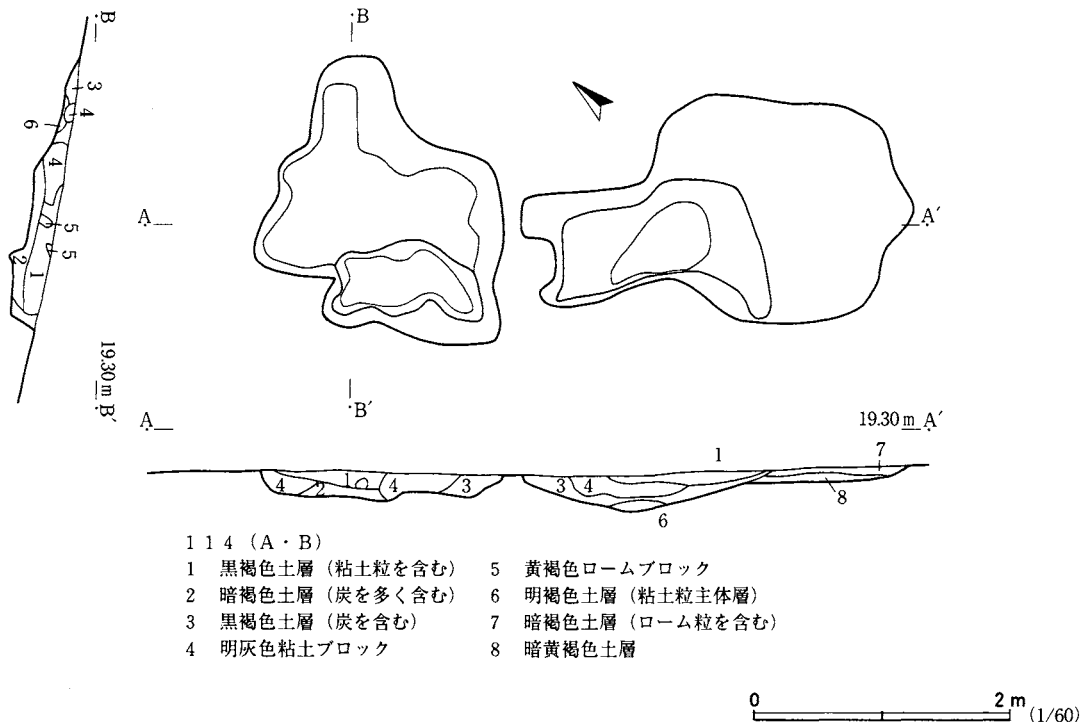 B
B
3
4
6
4
5
5
2
1
A
A′
19.30 m B′
B′
A
19.30 m A′
1
7
4
2
1
4
3
3
4
6
8
1 1 4 (A・B)
1 黒褐色土層（粘土粒を含む）
2 暗褐色土層（炭を多く含む）
3 黒褐色土層（炭を含む）
4 明灰色粘土ブロック
5 黄褐色ロームブロック
6 明褐色土層（粘土粒主体層）
7 暗褐色土層（ローム粒を含む）
8 暗黄褐色土層
0 2 m (1/60)